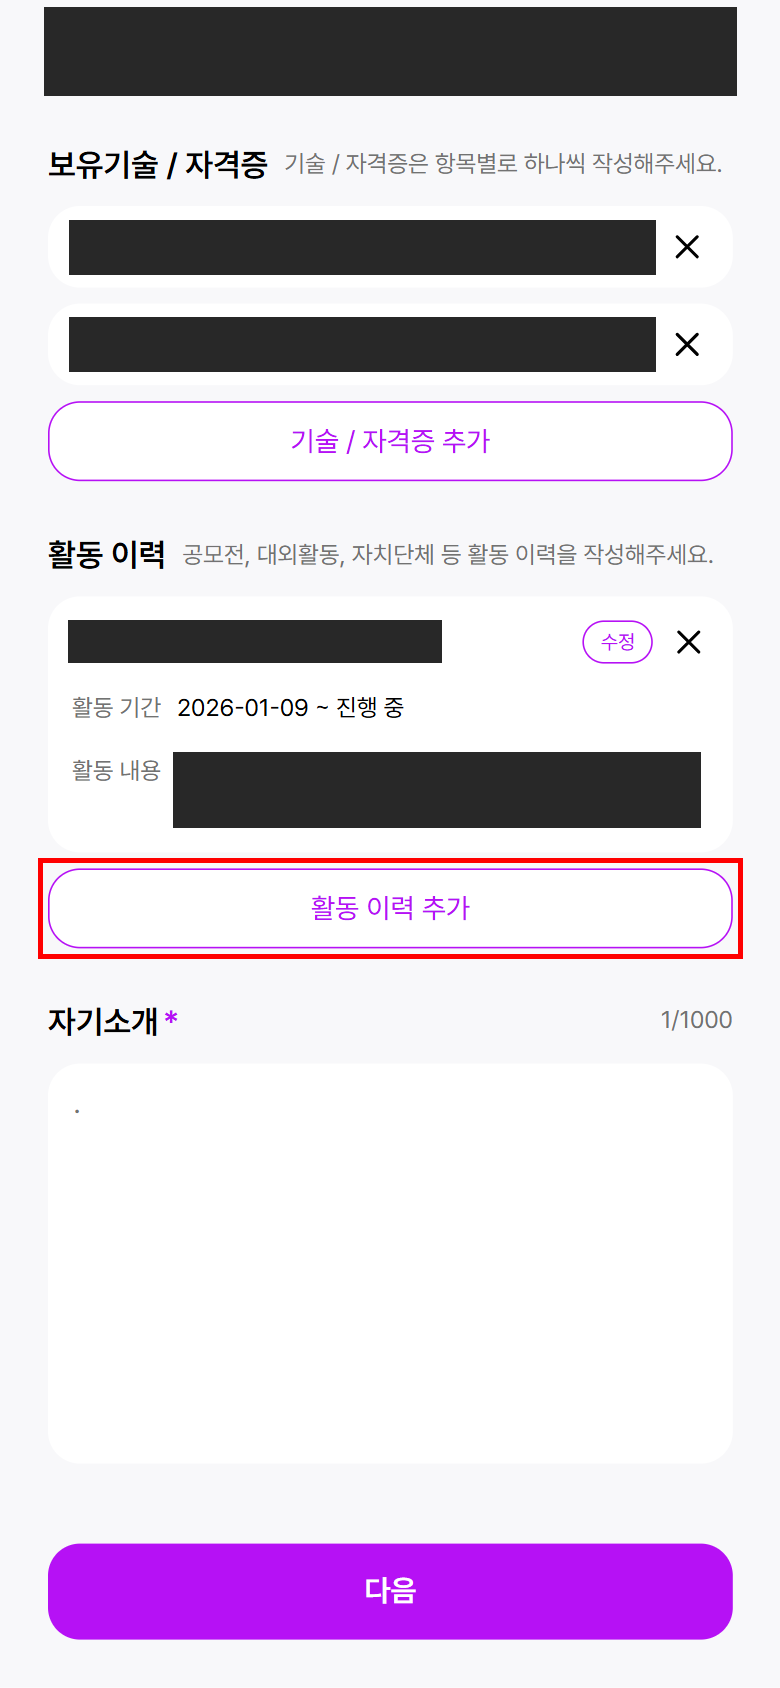 보유기술 / 자격증 기술 / 자격증은 항목별로 하나씩 작성해주세요.
기술 / 자격증 추가
활동 이력 공모전, 대외활동, 자치단체 등 활동 이력을 작성해주세요.
수정
활동 기간 2026-01-09 ~ 진행 중
활동 내용
활동 이력 추가
자기소개 * 1/1000
.
다음